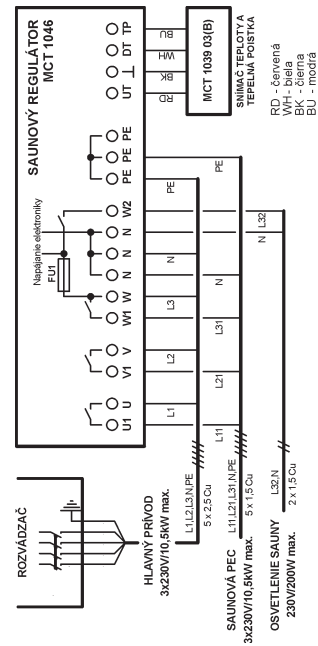 SAUNOVÝ REGULÁTOR
MCT 1046
Napájanie elektroniky
FU1
U1 U V1 V W1 W N N N W2 PE PE PE UT ⊥ DT TP
RD BK WH BU
MCT 1039 03(B)
SNÍMAČ TEPLOTY A
TEPELNÁ POISTKA
RD - červená
WH - biela
BK - čierna
BU - modrá
L1 L2 L3 N PE
L11 L21 L31 N PE
N L32
ROZVÁDZAČ
HLAVNÝ PRÍVOD
3x230V/10,5kW max.
L1,L2,L3,N,PE
5 x 2,5 Cu
SAUNOVÁ PEC
3x230V/10,5kW max.
L11,L21,L31,N,PE
5 x 1,5 Cu
OSVETLENIE SAUNY
230V/200W max.
L32,N
2 x 1,5 Cu